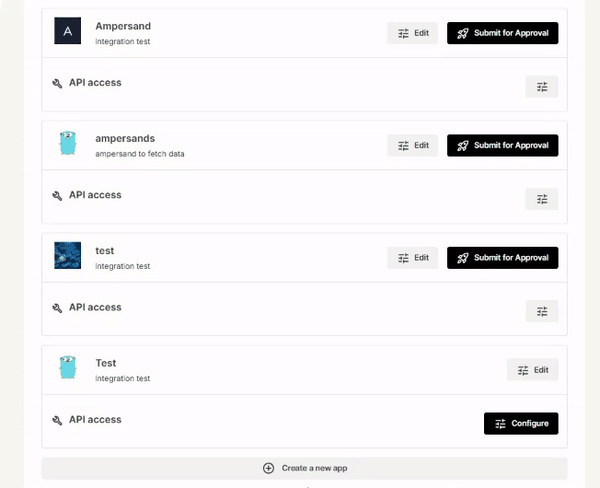 A
Ampersand
integration test
Edit
Submit for Approval
API access
ampersands
ampersand to fetch data
Edit
Submit for Approval
API access
test
integration test
Edit
Submit for Approval
API access
Test
integration test
Edit
API access
Configure
Create a new app